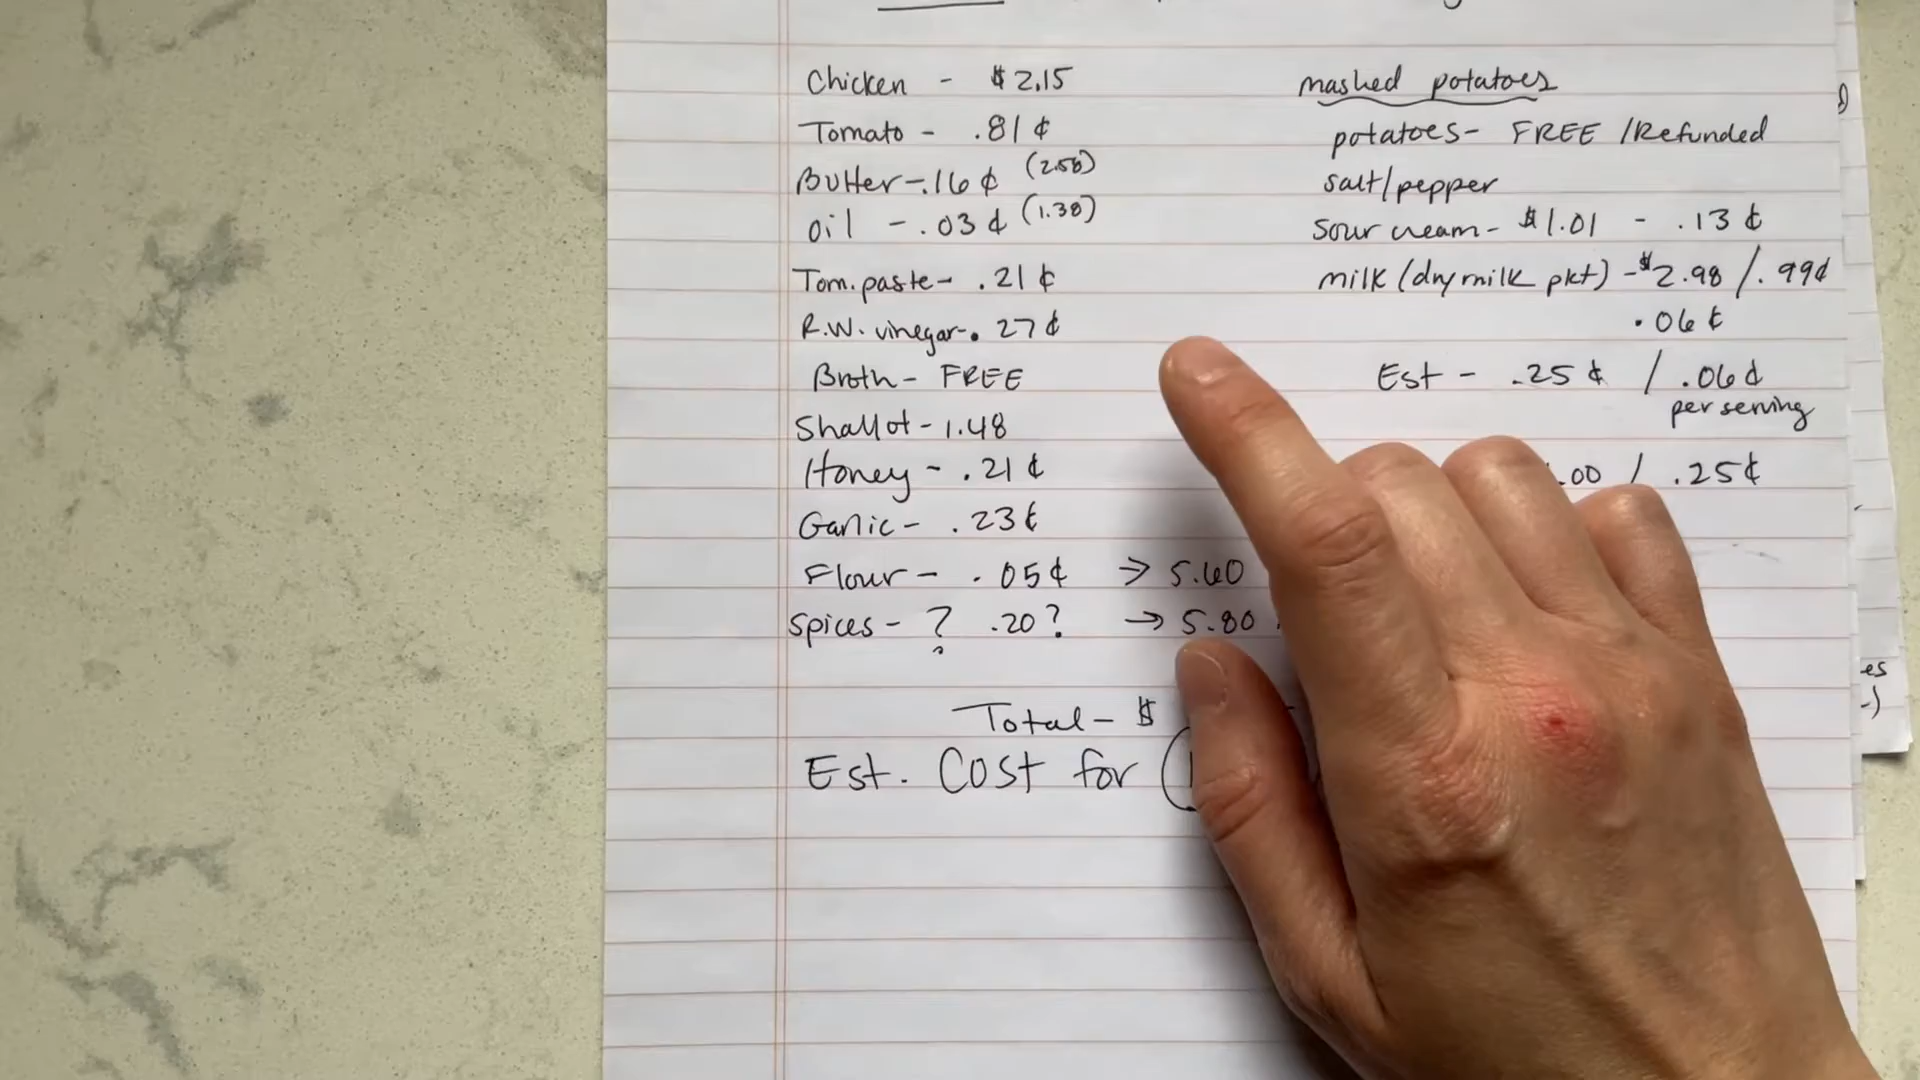 Chicken - $2.15
Tomato - .81¢
Butter - .16¢ (2.58)
oil - .03¢ (1.38)
Tom. paste - .21¢
R.W. vinegar - .27¢
Broth - FREE
Shallot - 1.48
Honey - .21¢
Garlic - .23¢
Flour - .05¢ → 5.60
Spices - ? .20? → 5.80
Total - $
Est. Cost for
mashed potatoes
potatoes - FREE / Refunded
salt/pepper
sour cream - $1.01 - .13¢
milk (dry milk pkt) - $2.98 / .99¢
.06¢
Est - .25¢ / .06¢
per serving
.00 / .25¢
es
-)